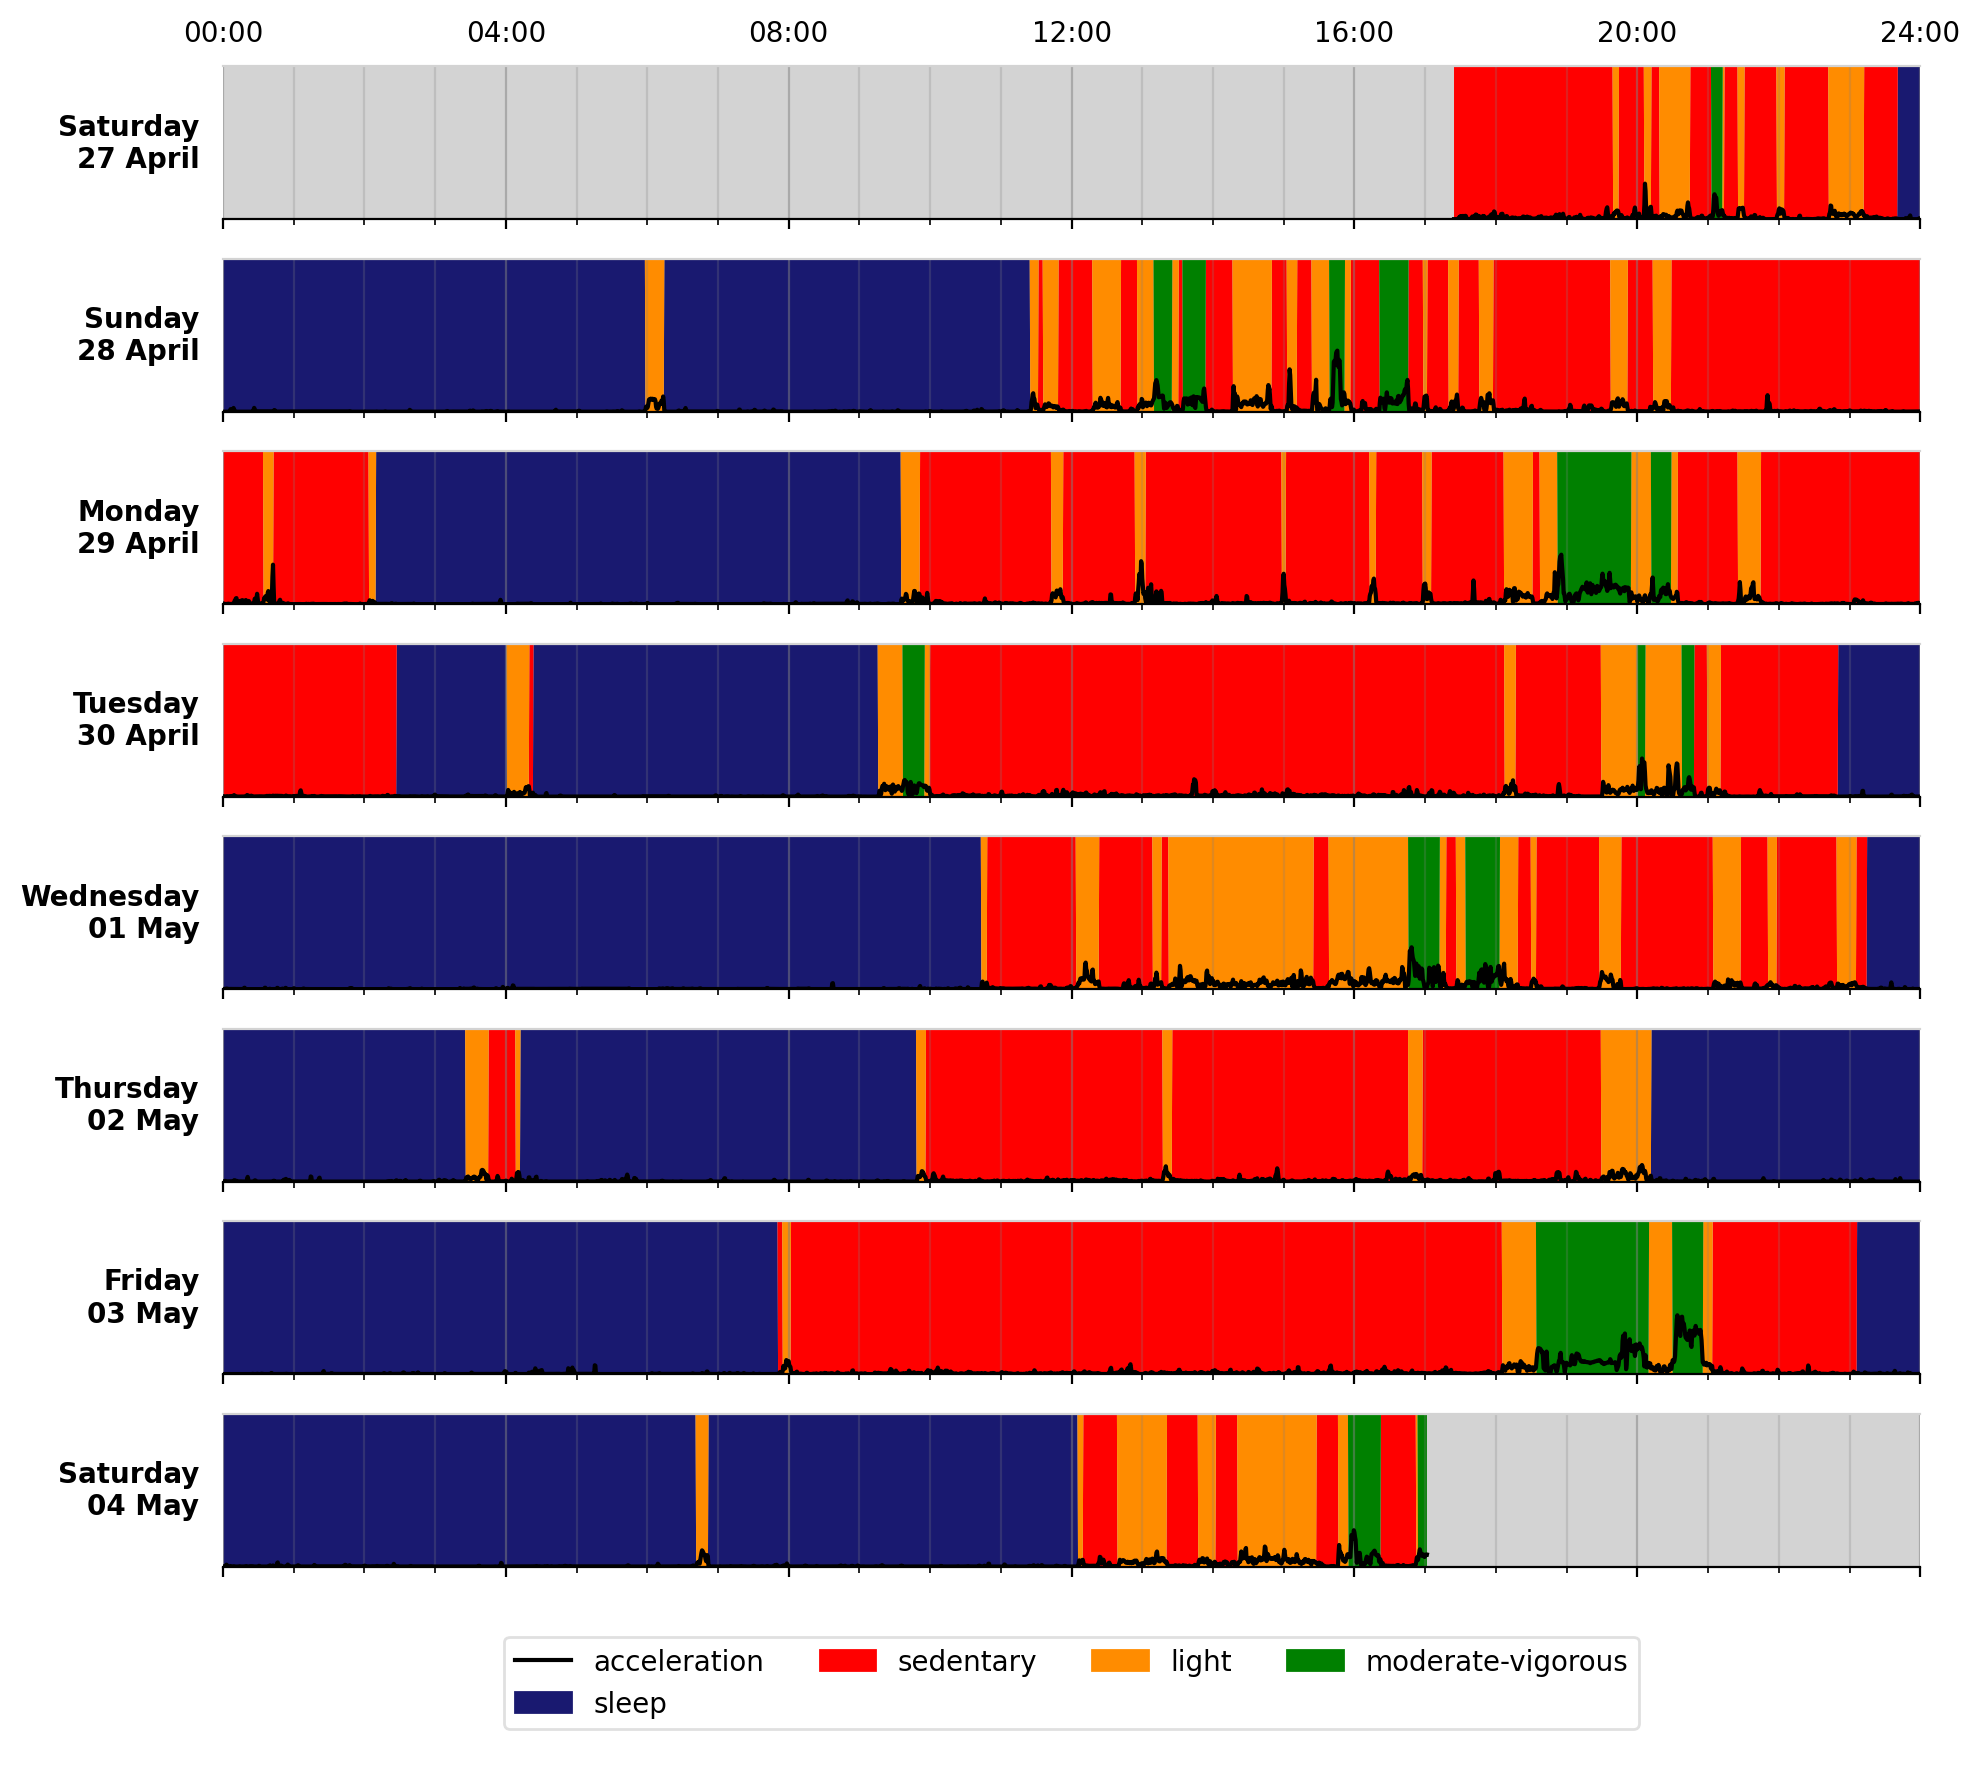 00:00 04:00 08:00 12:00 16:00 20:00 24:00
Saturday
27 April
Sunday
28 April
Monday
29 April
Tuesday
30 April
Wednesday
01 May
Thursday
02 May
Friday
03 May
Saturday
04 May
acceleration sedentary light moderate-vigorous
sleep